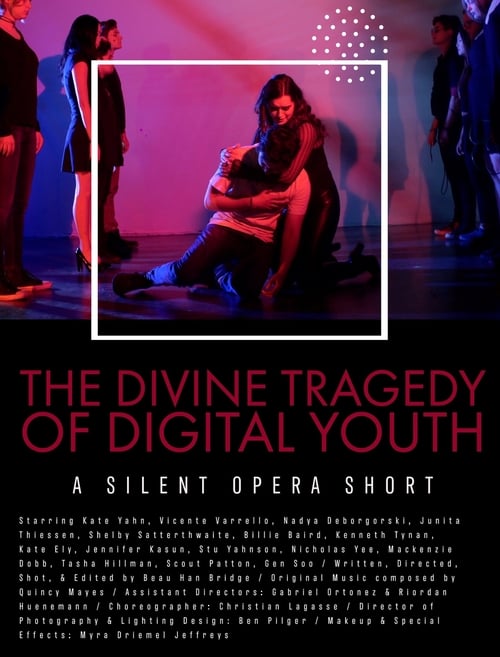 THE DIVINE TRAGEDY
OF DIGITAL YOUTH
A SILENT OPERA SHORT
Starring Kate Yahn, Vicente Varrello, Nadya Deborgorski, Junita
Thiessen, Shelby Satterthwaite, Billie Baird, Kenneth Tynan,
Kate Ely, Jennifer Kasun, Stu Yahnson, Nicholas Yee, Mackenzie
Dobb, Tasha Hillman, Scout Patton, Gen Soo / Written, Directed,
Shot, & Edited by Beau Han Bridge / Original Music composed by
Quincy Mayes / Assistant Directors: Gabriel Ortonez & Riordan
Huenemann / Choreographer: Christian Lagasse / Director of
Photography & Lighting Design: Ben Pilger / Makeup & Special
Effects: Myra Driemel Jeffreys